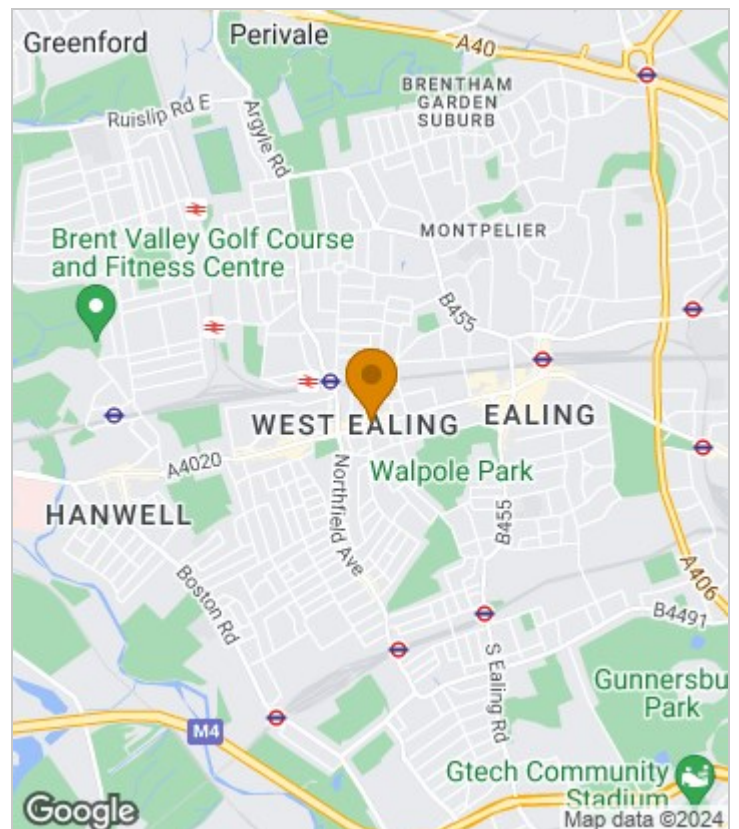 Greenford
Perivale
A40
BRENTHAM
GARDEN
SUBURB
Ruislip Rd E
Argyle Rd
MONTPELIER
Brent Valley Golf Course
and Fitness Centre
B455
WEST EALING
EALING
A4020
Walpole Park
HANWELL
Northfield Ave
B455
A406
Boston Rd
B4491
S Ealing Rd
Gunnersbu
Park
M4
Gtech Community
Stadium
Google
Map data ©2024